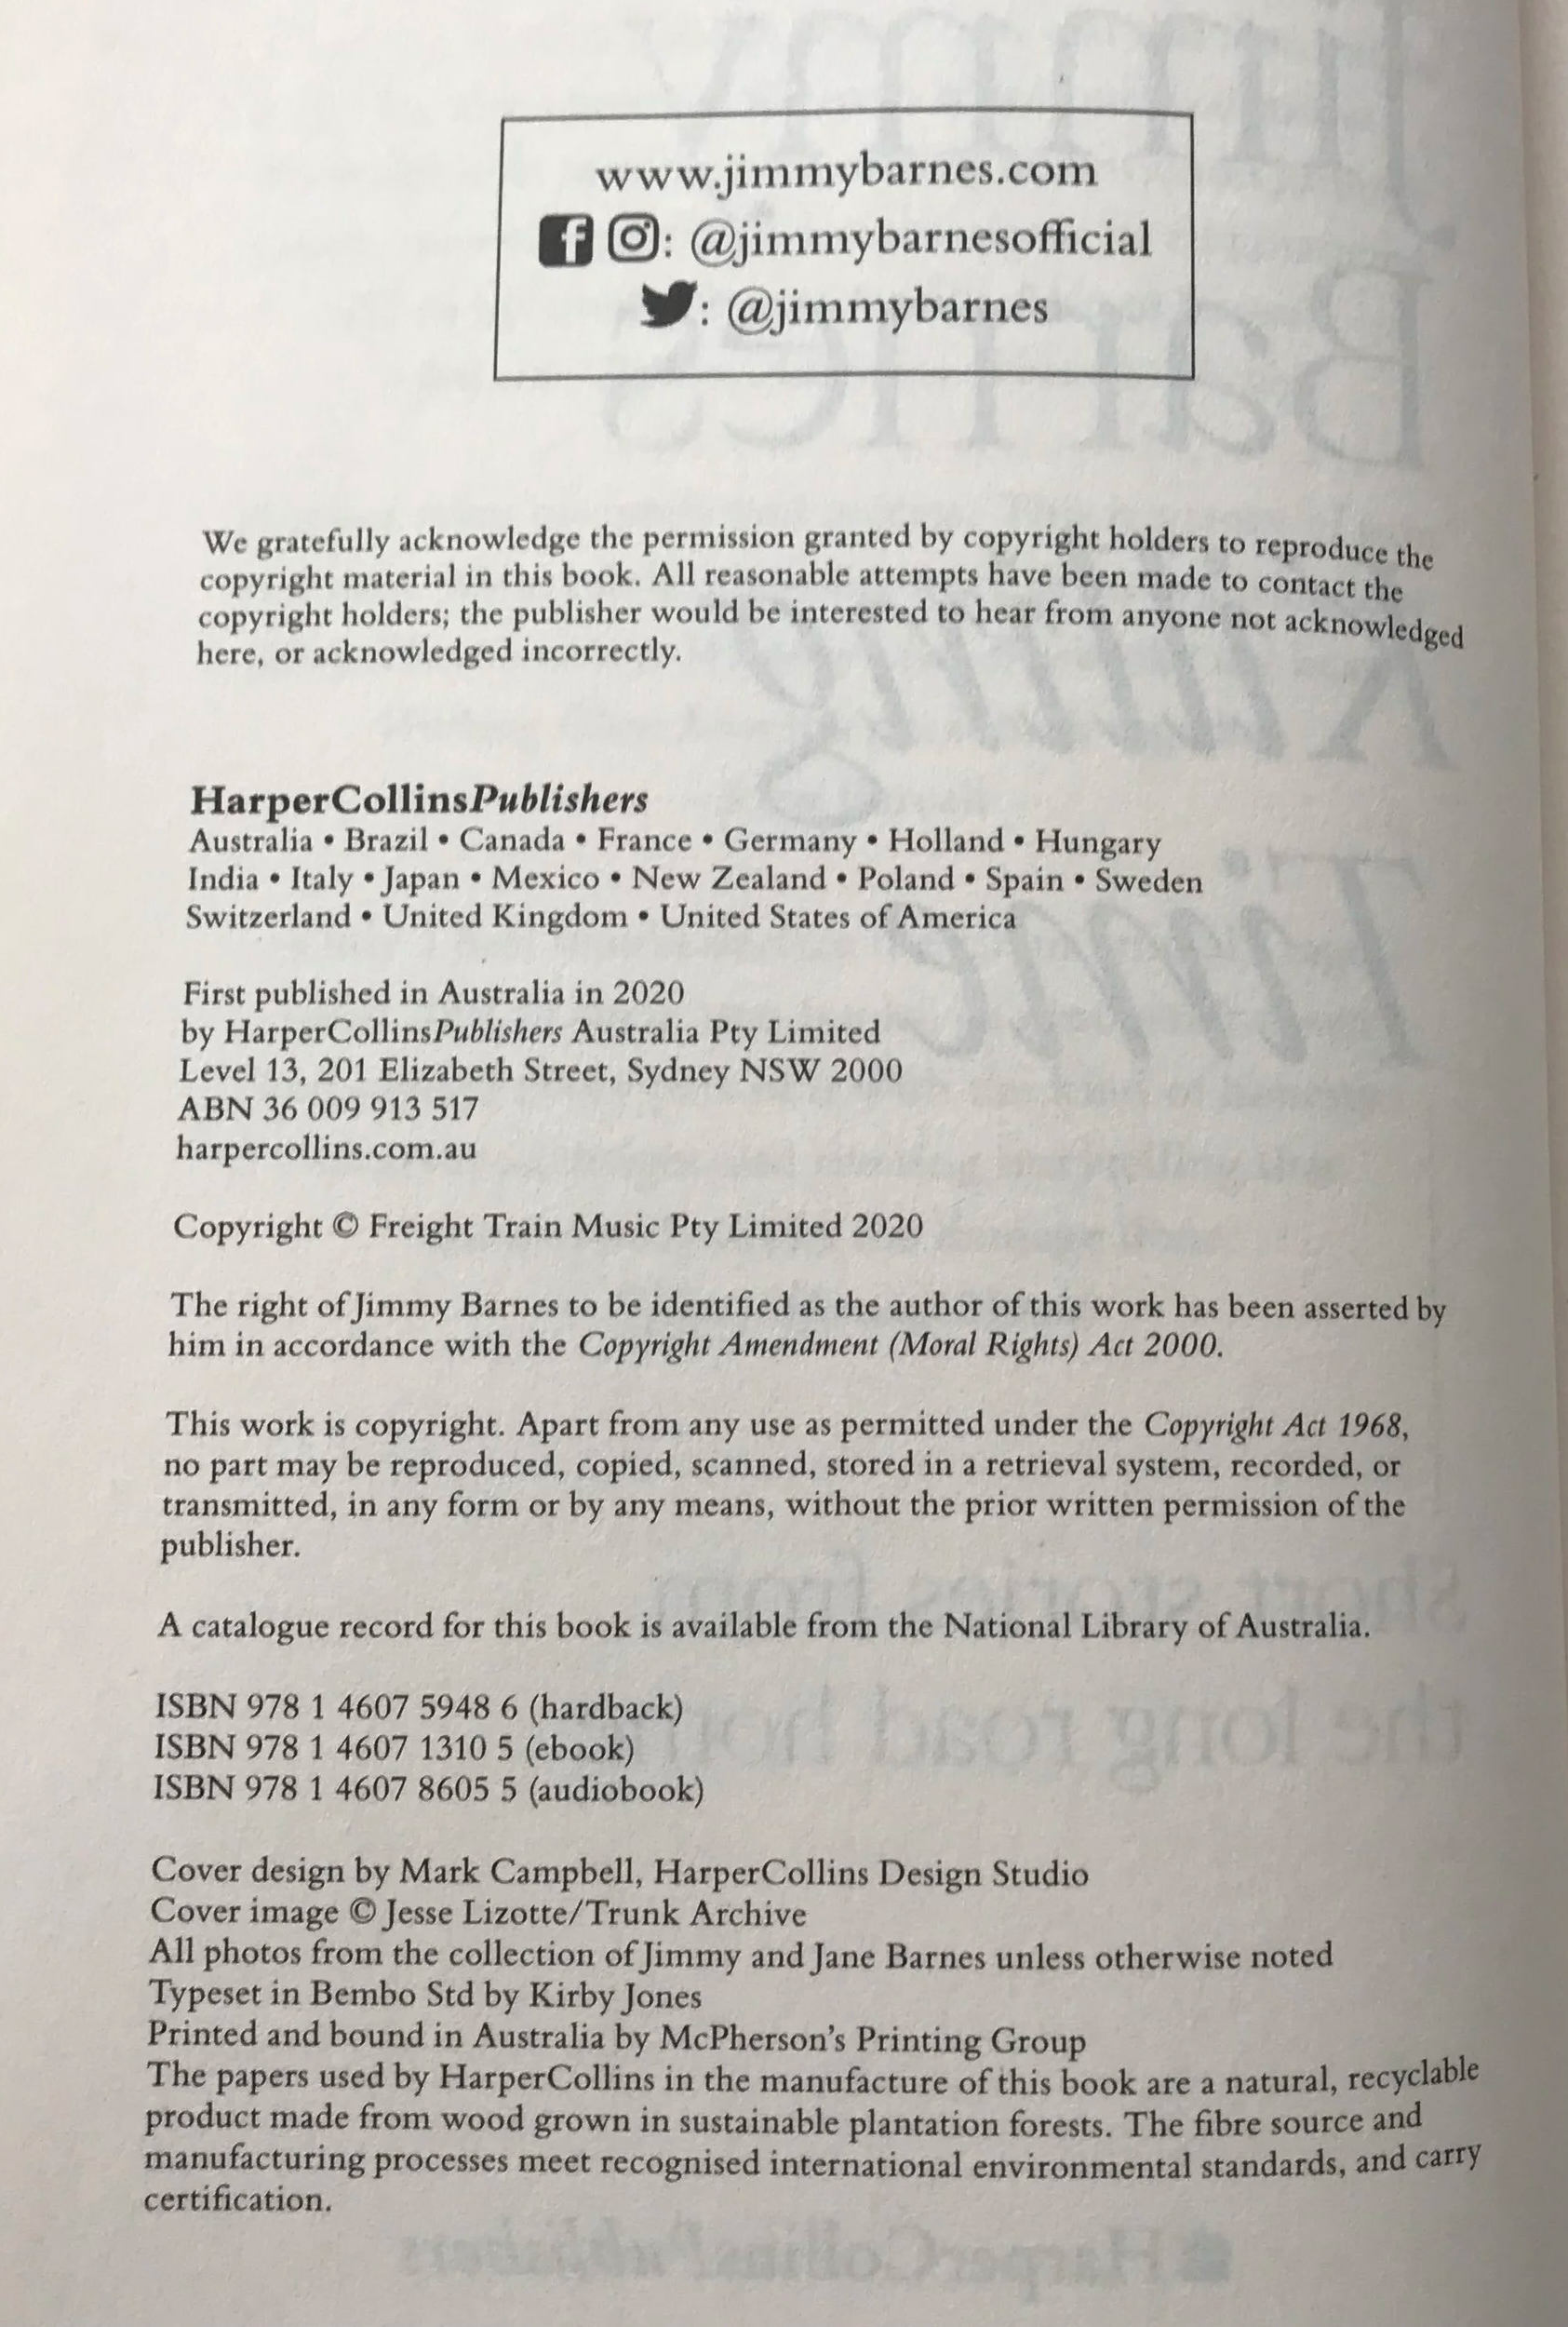 www.jimmybarnes.com
: @jimmybarnesofficial
: @jimmybarnes
We gratefully acknowledge the permission granted by copyright holders to reproduce the
copyright material in this book. All reasonable attempts have been made to contact the
copyright holders; the publisher would be interested to hear from anyone not acknowledged
here, or acknowledged incorrectly.
HarperCollinsPublishers
Australia • Brazil • Canada • France • Germany • Holland • Hungary
India • Italy • Japan • Mexico • New Zealand • Poland • Spain • Sweden
Switzerland • United Kingdom • United States of America
First published in Australia in 2020
by HarperCollinsPublishers Australia Pty Limited
Level 13, 201 Elizabeth Street, Sydney NSW 2000
ABN 36 009 913 517
harpercollins.com.au
Copyright © Freight Train Music Pty Limited 2020
The right of Jimmy Barnes to be identified as the author of this work has been asserted by
him in accordance with the Copyright Amendment (Moral Rights) Act 2000.
This work is copyright. Apart from any use as permitted under the Copyright Act 1968,
no part may be reproduced, copied, scanned, stored in a retrieval system, recorded, or
transmitted, in any form or by any means, without the prior written permission of the
publisher.
A catalogue record for this book is available from the National Library of Australia.
ISBN 978 1 4607 5948 6 (hardback)
ISBN 978 1 4607 1310 5 (ebook)
ISBN 978 1 4607 8605 5 (audiobook)
Cover design by Mark Campbell, HarperCollins Design Studio
Cover image © Jesse Lizotte/Trunk Archive
All photos from the collection of Jimmy and Jane Barnes unless otherwise noted
Typeset in Bembo Std by Kirby Jones
Printed and bound in Australia by McPherson's Printing Group
The papers used by HarperCollins in the manufacture of this book are a natural, recyclable
product made from wood grown in sustainable plantation forests. The fibre source and
manufacturing processes meet recognised international environmental standards, and carry
certification.